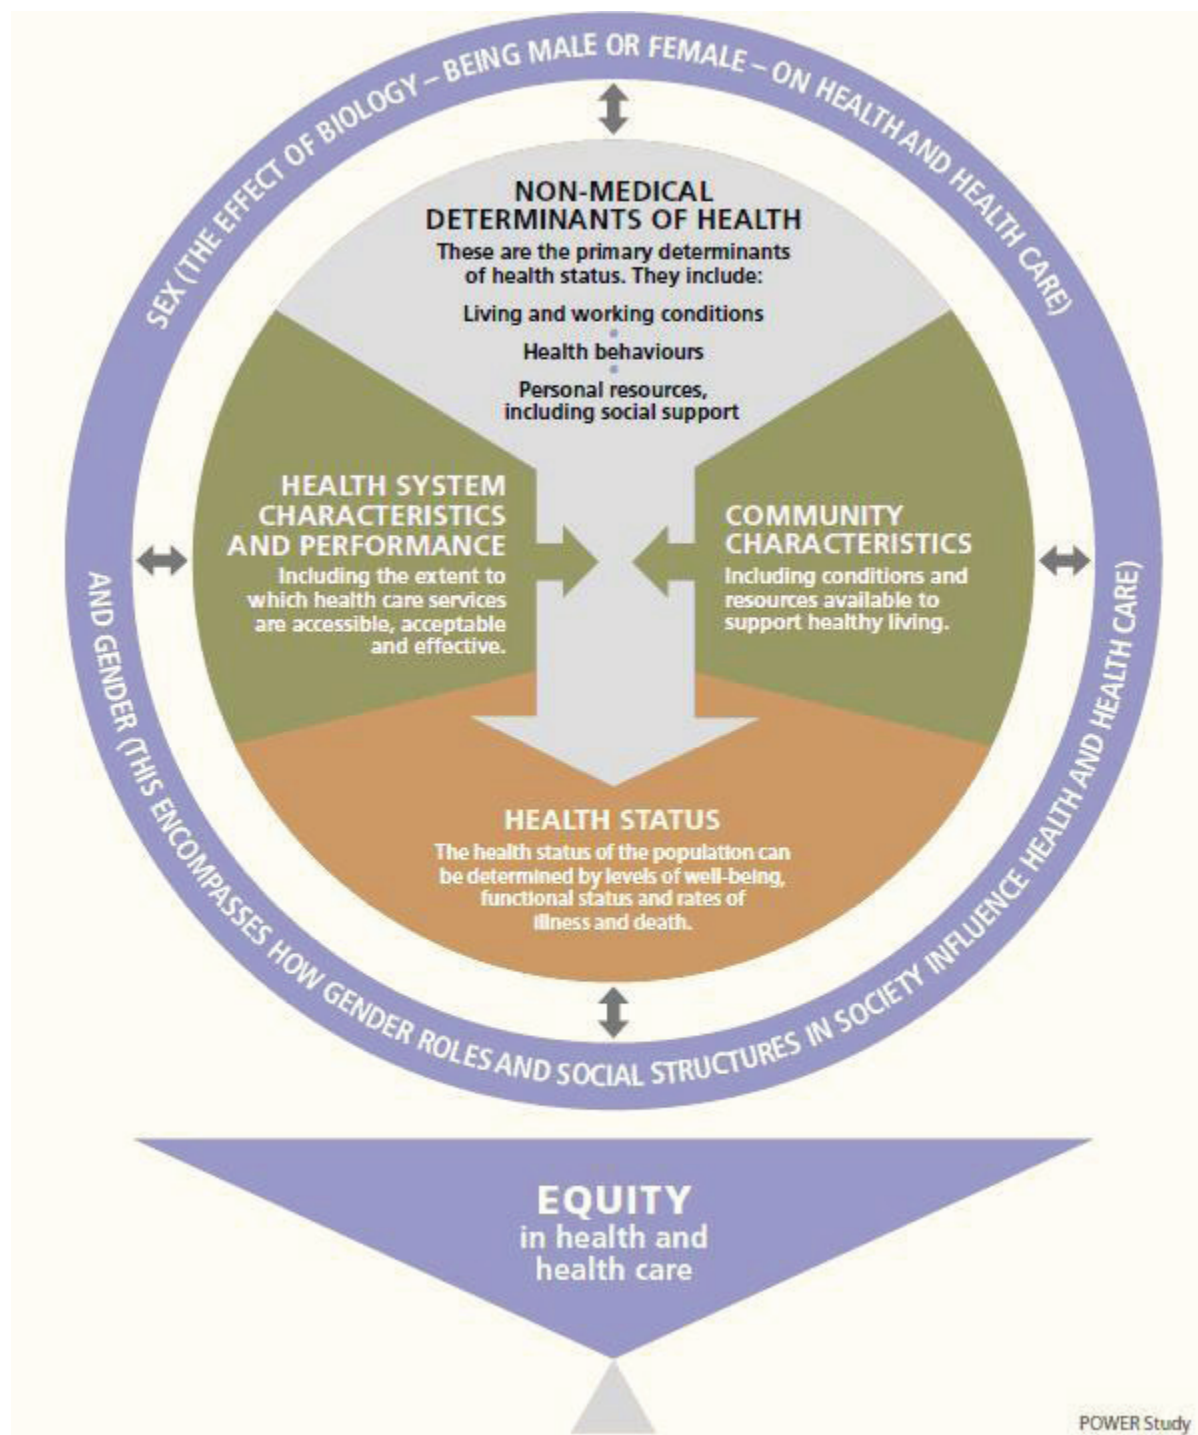 SEX (THE EFFECT OF BIOLOGY – BEING MALE OR FEMALE – ON HEALTH AND HEALTH CARE)
NON-MEDICAL
DETERMINANTS OF HEALTH
These are the primary determinants
of health status. They include:
Living and working conditions
Health behaviours
Personal resources,
including social support
HEALTH SYSTEM
CHARACTERISTICS
AND PERFORMANCE
Including the extent to
which health care services
are accessible, acceptable
and effective.
COMMUNITY
CHARACTERISTICS
Including conditions and
resources available to
support healthy living.
HEALTH STATUS
The health status of the population can
be determined by levels of well-being,
functional status and rates of
illness and death.
AND GENDER (THIS ENCOMPASSES HOW GENDER ROLES AND SOCIAL STRUCTURES IN SOCIETY INFLUENCE HEALTH AND HEALTH CARE)
EQUITY
in health and
health care
POWER Study